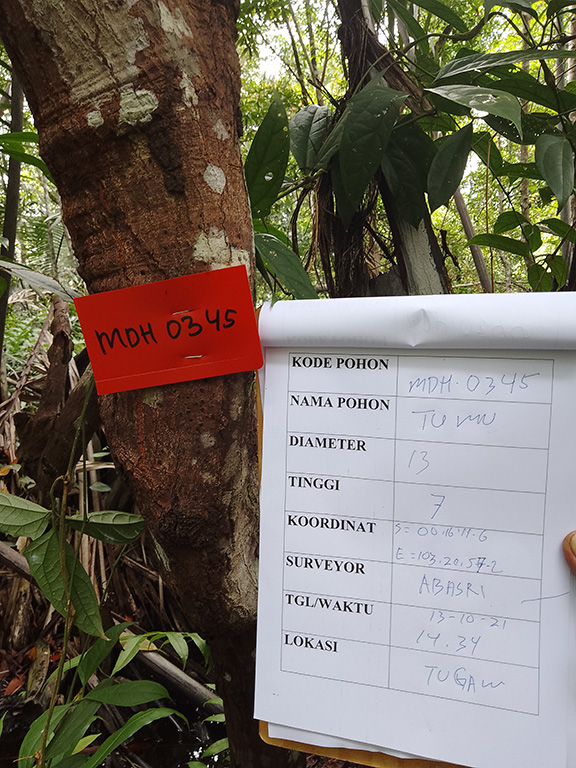 MDH 0345
KODE POHON MDH.0345
NAMA POHON TUMU
DIAMETER 13
TINGGI 7
KOORDINAT S=00.16'11.6
E=103.20.57.2
SURVEYOR ABASRI
TGL/WAKTU 13-10-21
14.34
LOKASI TUGAW